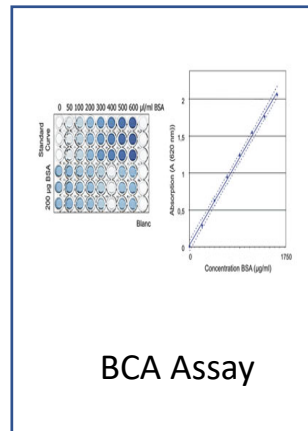 0 50 100 200 300 400 500 600 µl/ml BSA
Standard
Curve
200 µg BSA
Blanc
Absorption (A (620 nm))
2
1,5
1
0,5
0
0
1750
Concentration BSA (µg/ml)
BCA Assay